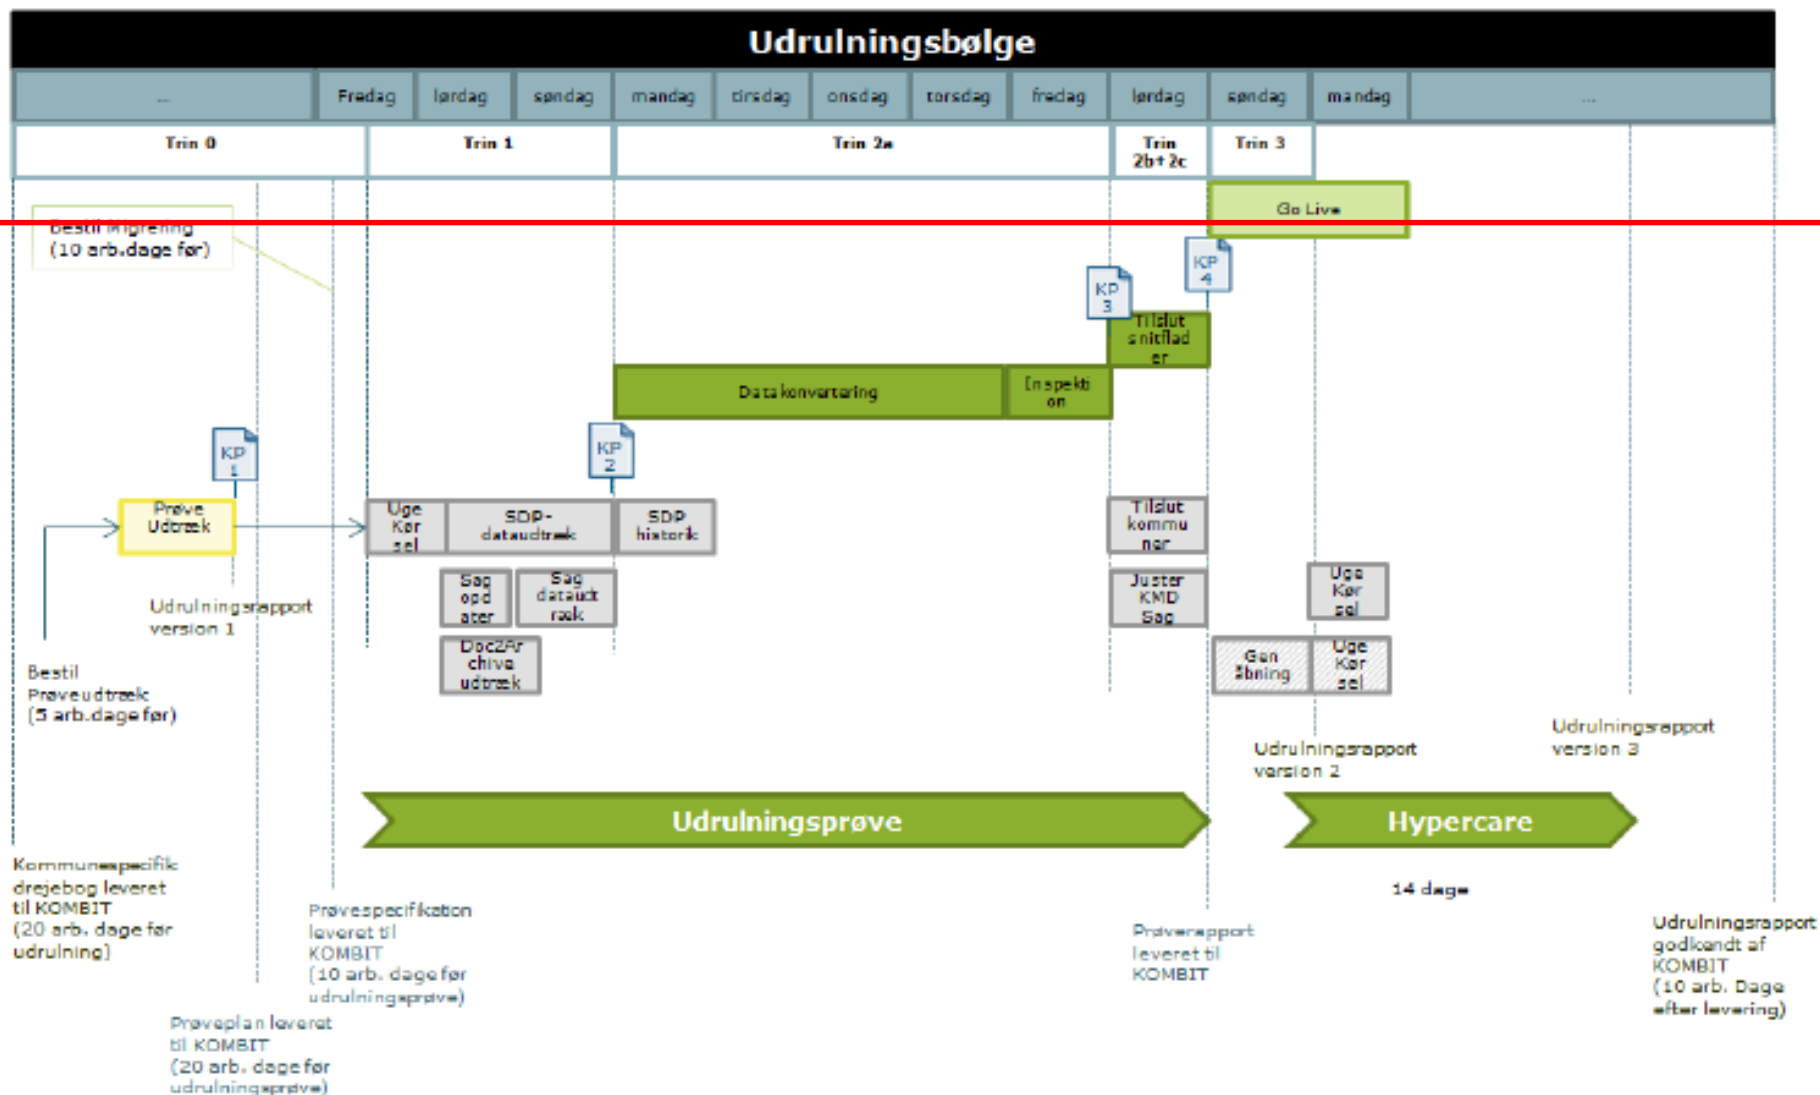 Udrulningsbølge
... Fredag lørdag søndag mandag tirsdag onsdag torsdag fredag lørdag søndag mandag ...
Trin 0
Trin 1
Trin 2a
Trin
2b+2c
Trin 3
Go Live
Bestil Migrering
(10 arb.dage før)
KP
4
KP
3
Tilslut
snitflad
er
Datakonvertering
Inspekti
on
KP
1
KP
2
Prøve
Udtræk
Uge
Kør
sel
SDP-
dataudtræk
SDP
historik
Tilslut
kommu
ner
Sag
opd
ater
Sag
dataudt
ræk
Juster
KMD
Sag
Uge
Kør
sel
Udrulningsrapport
version 1
Doc2Ar
chive
udtræk
Gen
åbning
Uge
Kør
sel
Bestil
Prøveudtræk
(5 arb.dage før)
Udrulningsrapport
version 3
Udrulningsrapport
version 2
Udrulningsprøve
Hypercare
14 dage
Kommunespecifik
drejebog leveret
til KOMBIT
(20 arb. dage før
udrulning)
Prøvespecifikation
leveret til
KOMBIT
(10 arb. dage før
udrulningsprøve)
Prøverapport
leveret til
KOMBIT
Udrulningsrapport
godkendt af
KOMBIT
(10 arb. Dage
efter levering)
Prøveplan leveret
til KOMBIT
(20 arb. dage før
udrulningsprøve)